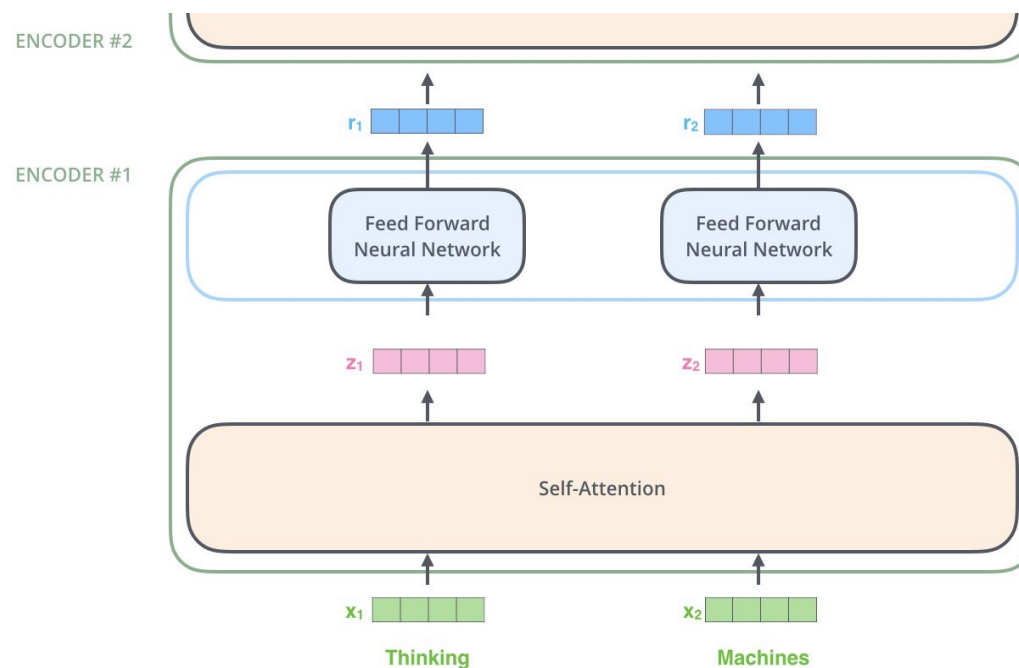 ENCODER #2
r₁
r₂
ENCODER #1
Feed Forward
Neural Network
Feed Forward
Neural Network
z₁
z₂
Self-Attention
x₁
x₂
Thinking
Machines